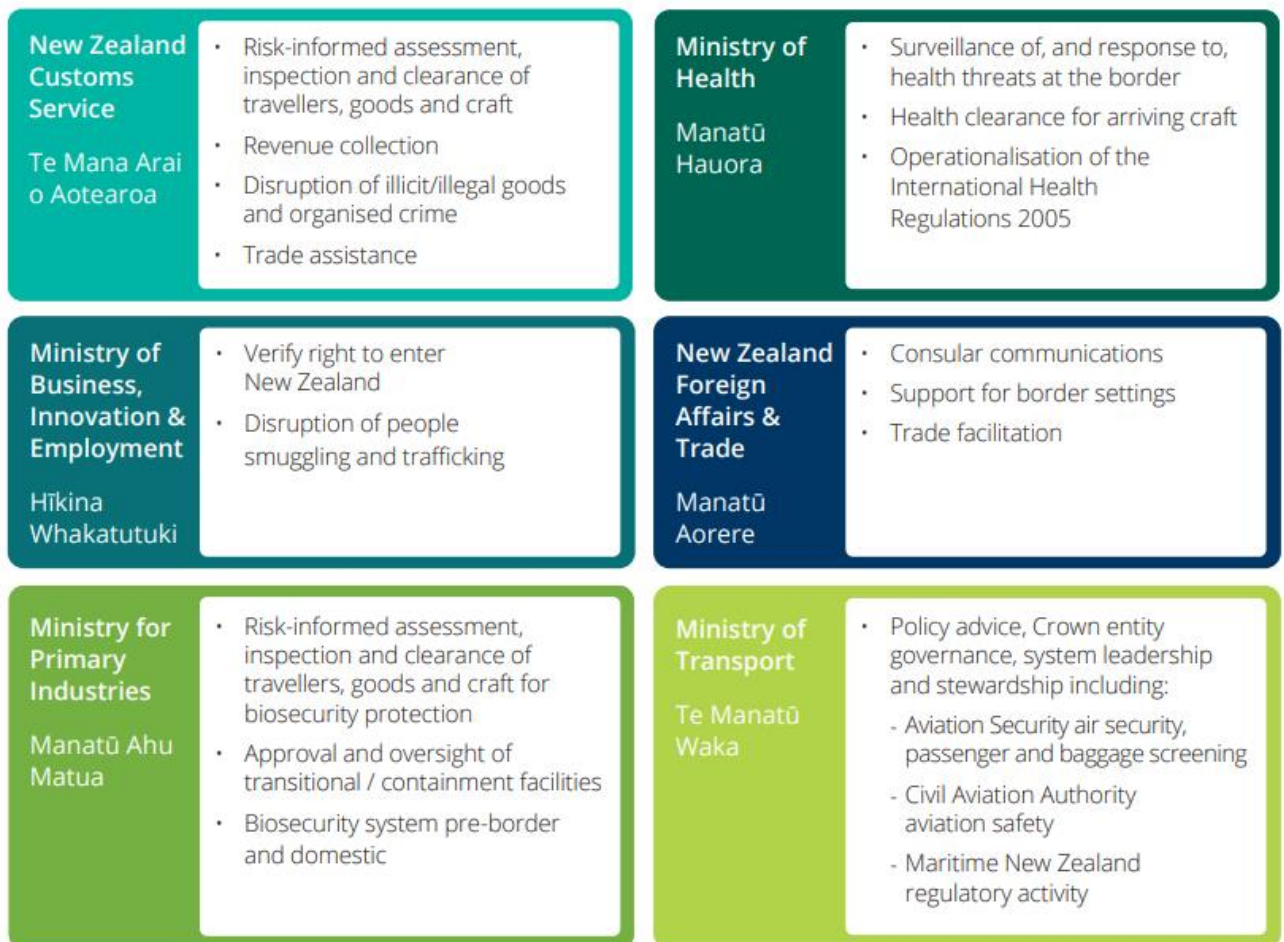 New Zealand
Customs
Service
Te Mana Arai
o Aotearoa
• Risk-informed assessment,
inspection and clearance of
travellers, goods and craft
• Revenue collection
• Disruption of illicit/illegal goods
and organised crime
• Trade assistance
Ministry of
Health
Manatū
Hauora
• Surveillance of, and response to,
health threats at the border
• Health clearance for arriving craft
• Operationalisation of the
International Health
Regulations 2005
Ministry of
Business,
Innovation &
Employment
Hīkina
Whakatutuki
• Verify right to enter
New Zealand
• Disruption of people
smuggling and trafficking
New Zealand
Foreign
Affairs &
Trade
Manatū
Aorere
• Consular communications
• Support for border settings
• Trade facilitation
Ministry for
Primary
Industries
Manatū Ahu
Matua
• Risk-informed assessment,
inspection and clearance of
travellers, goods and craft for
biosecurity protection
• Approval and oversight of
transitional / containment facilities
• Biosecurity system pre-border
and domestic
Ministry of
Transport
Te Manatū
Waka
• Policy advice, Crown entity
governance, system leadership
and stewardship including:
- Aviation Security air security,
passenger and baggage screening
- Civil Aviation Authority
aviation safety
- Maritime New Zealand
regulatory activity